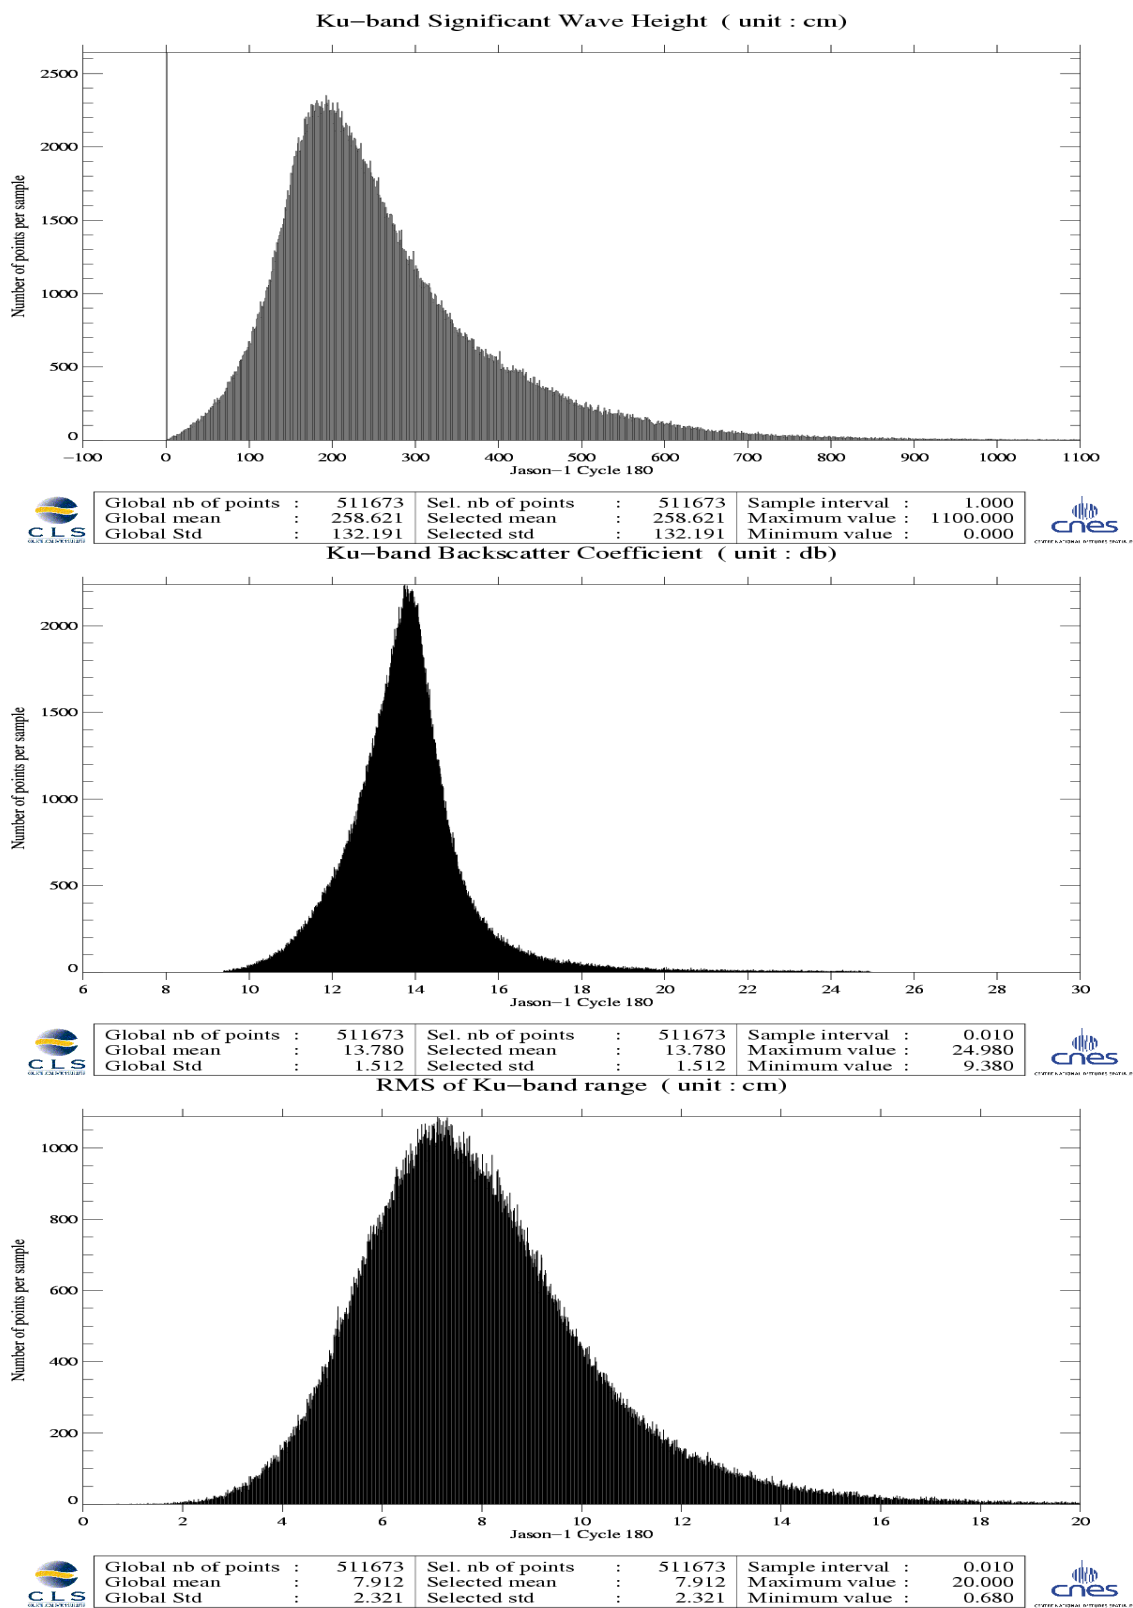 Ku-band Significant Wave Height ( unit : cm)
Number of points per sample
2500
2000
1500
1000
500
0
-100 0 100 200 300 400 500 600 700 800 900 1000 1100
Jason-1 Cycle 180
CLS
Global nb of points : 511673 Sel. nb of points : 511673 Sample interval : 1.000
Global mean : 258.621 Selected mean : 258.621 Maximum value : 1100.000
Global Std : 132.191 Selected std : 132.191 Minimum value : 0.000
cnes
Ku-band Backscatter Coefficient ( unit : db)
Number of points per sample
2000
1500
1000
500
0
6 8 10 12 14 16 18 20 22 24 26 28 30
Jason-1 Cycle 180
CLS
Global nb of points : 511673 Sel. nb of points : 511673 Sample interval : 0.010
Global mean : 13.780 Selected mean : 13.780 Maximum value : 24.980
Global Std : 1.512 Selected std : 1.512 Minimum value : 9.380
cnes
RMS of Ku-band range ( unit : cm)
Number of points per sample
1000
800
600
400
200
0
0 2 4 6 8 10 12 14 16 18 20
Jason-1 Cycle 180
CLS
Global nb of points : 511673 Sel. nb of points : 511673 Sample interval : 0.010
Global mean : 7.912 Selected mean : 7.912 Maximum value : 20.000
Global Std : 2.321 Selected std : 2.321 Minimum value : 0.680
cnes